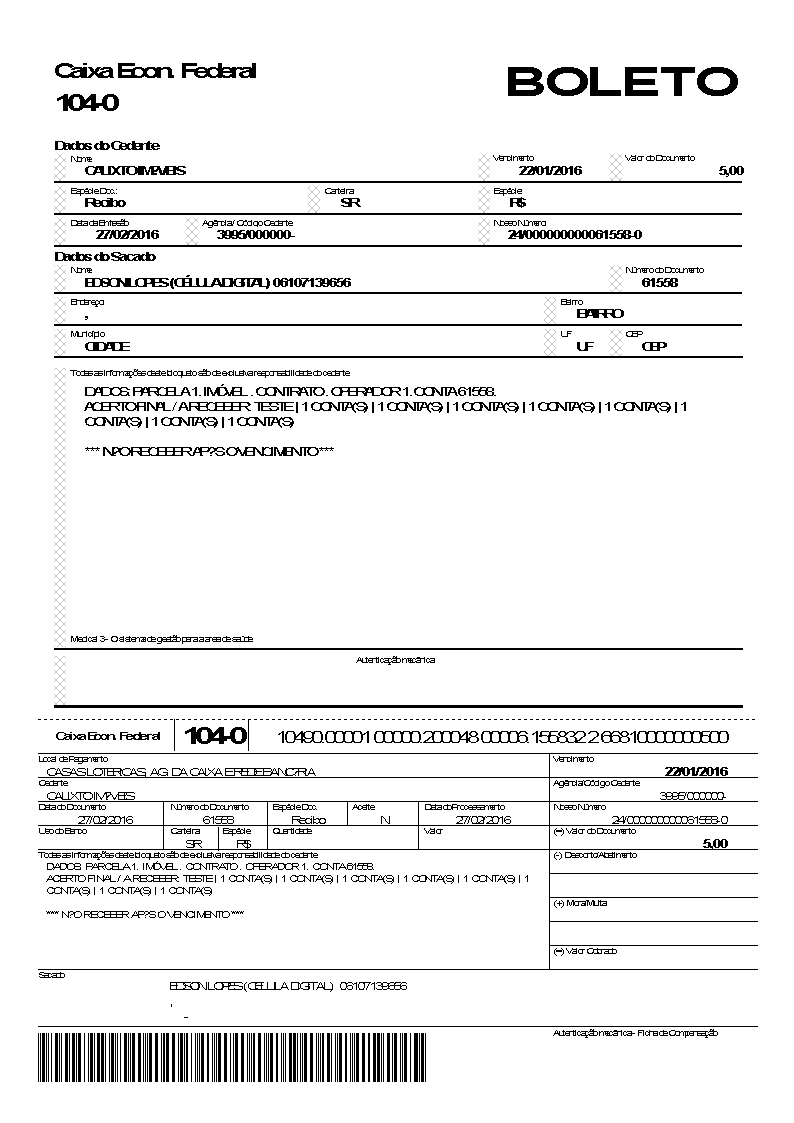 Caixa Econ. Federal
BOLETO
104-0
Dados do Cedente
Nome
Vencimento
Valor do Documento
CALIXTO IM?VEIS
22/01/2016
5,00
Espécie Doc.:
Carteira
Espécie
Recibo
SR
R$
Data da Emissão
Agência / Código Cedente
Nosso Número
27/02/2016
3995/000000-
24/000000000061558-0
Dados do Sacado
Nome
Número do Documento
EDSON LOPES (CÉLULA DIGITAL) 06107139656
61558
Endereço
Bairro
,
BAIRRO
Município
UF
CEP
CIDADE
UF
CEP
Todas as informações deste bloqueto são de exclusiva responsabilidade do cedente
DADOS: PARCELA 1. IMÓVEL . CONTRATO . OPERADOR 1. CONTA 61558.
ACERTO FINAL / A RECEBER: TESTE | 1 CONTA(S) | 1 CONTA(S) | 1 CONTA(S) | 1 CONTA(S) | 1 CONTA(S) | 1
CONTA(S) | 1 CONTA(S) | 1 CONTA(S)
*** N?O RECEBER AP?S O VENCIMENTO ***
Medical 3 - O sistema de gestão para a area de saúde
Autenticação mecânica
Caixa Econ. Federal
104-0
10490.00001 00000.200048 00006.155832 2 66810000000500
Local de Pagamento
Vencimento
CASAS LOTERICAS, AG. DA CAIXA E REDE BANC?RIA
22/01/2016
Cedente
Agência/Código Cedente
CALIXTO IM?VEIS
3995/000000-
Data do Documento
Número do Documento
Espécie Doc.
Aceite
Data do Processamento
Nosso Número
27/02/2016
61558
Recibo
N
27/02/2016
24/000000000061558-0
Uso do Banco
Carteira
Espécie
Quantidade
Valor
(=) Valor do Documento
SR
R$
5,00
Todas as informações deste bloqueto são de exclusiva responsabilidade do cedente
(-) Desconto/Abatimento
DADOS: PARCELA 1. IMÓVEL . CONTRATO . OPERADOR 1. CONTA 61558.
ACERTO FINAL / A RECEBER: TESTE | 1 CONTA(S) | 1 CONTA(S) | 1 CONTA(S) | 1 CONTA(S) | 1 CONTA(S) | 1
CONTA(S) | 1 CONTA(S) | 1 CONTA(S)
(+) Mora/Multa
*** N?O RECEBER AP?S O VENCIMENTO ***
(=) Valor Cobrado
Sacado
EDSON LOPES (CELULA DIGITAL) 06107139656
,
-
Autenticação mecânica - Ficha de Compensação